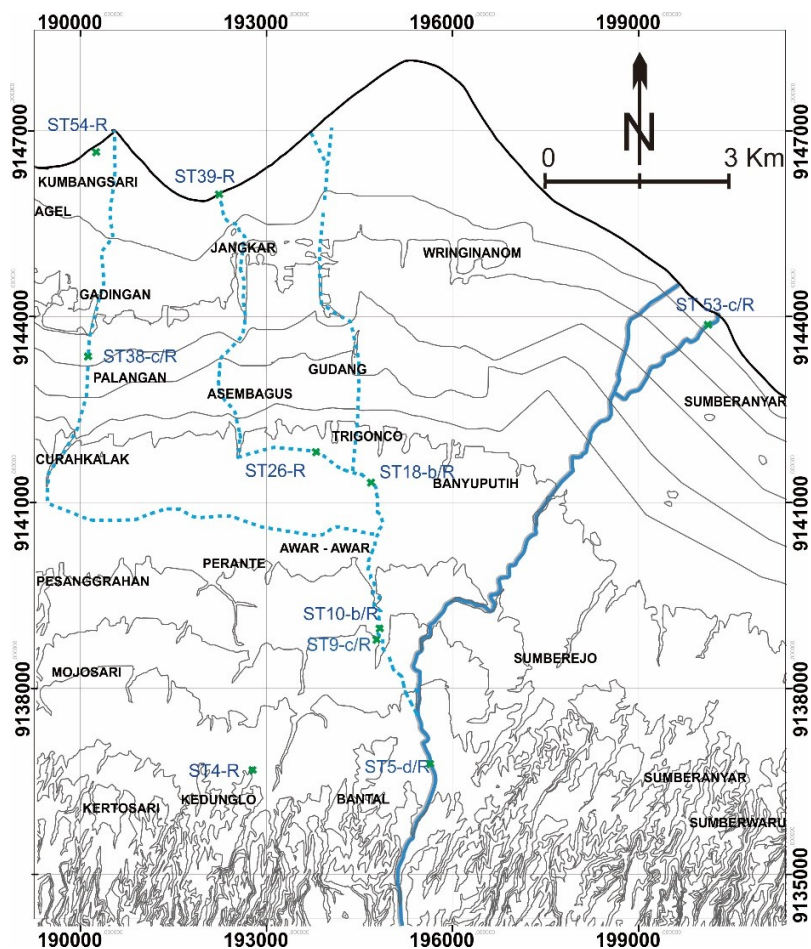 190000 193000 196000 199000
ST54-R
9147000
N
9147000
ST39-R
0 3 Km
KUMBANGSARI
AGEL
JANGKAR
WRINGINANOM
GADINGAN
9144000
ST 53-c/R
9144000
ST38-c/R
PALANGAN
GUDANG
ASEMBAGUS
SUMBERANYAR
TRIGONCO
CURAHKALAK
ST26-R
ST18-b/R
BANYUPUTIH
9141000
9141000
AWAR - AWAR
PERANTE
PESANGGRAHAN
ST10-b/R
ST9-c/R
SUMBEREJO
MOJOSARI
9138000
9138000
ST4-R
ST5-d/R
KEDUNGLO
BANTAL
SUMBERANYAR
KERTOSARI
SUMBERWARU
9135000
9135000
190000 193000 196000 199000